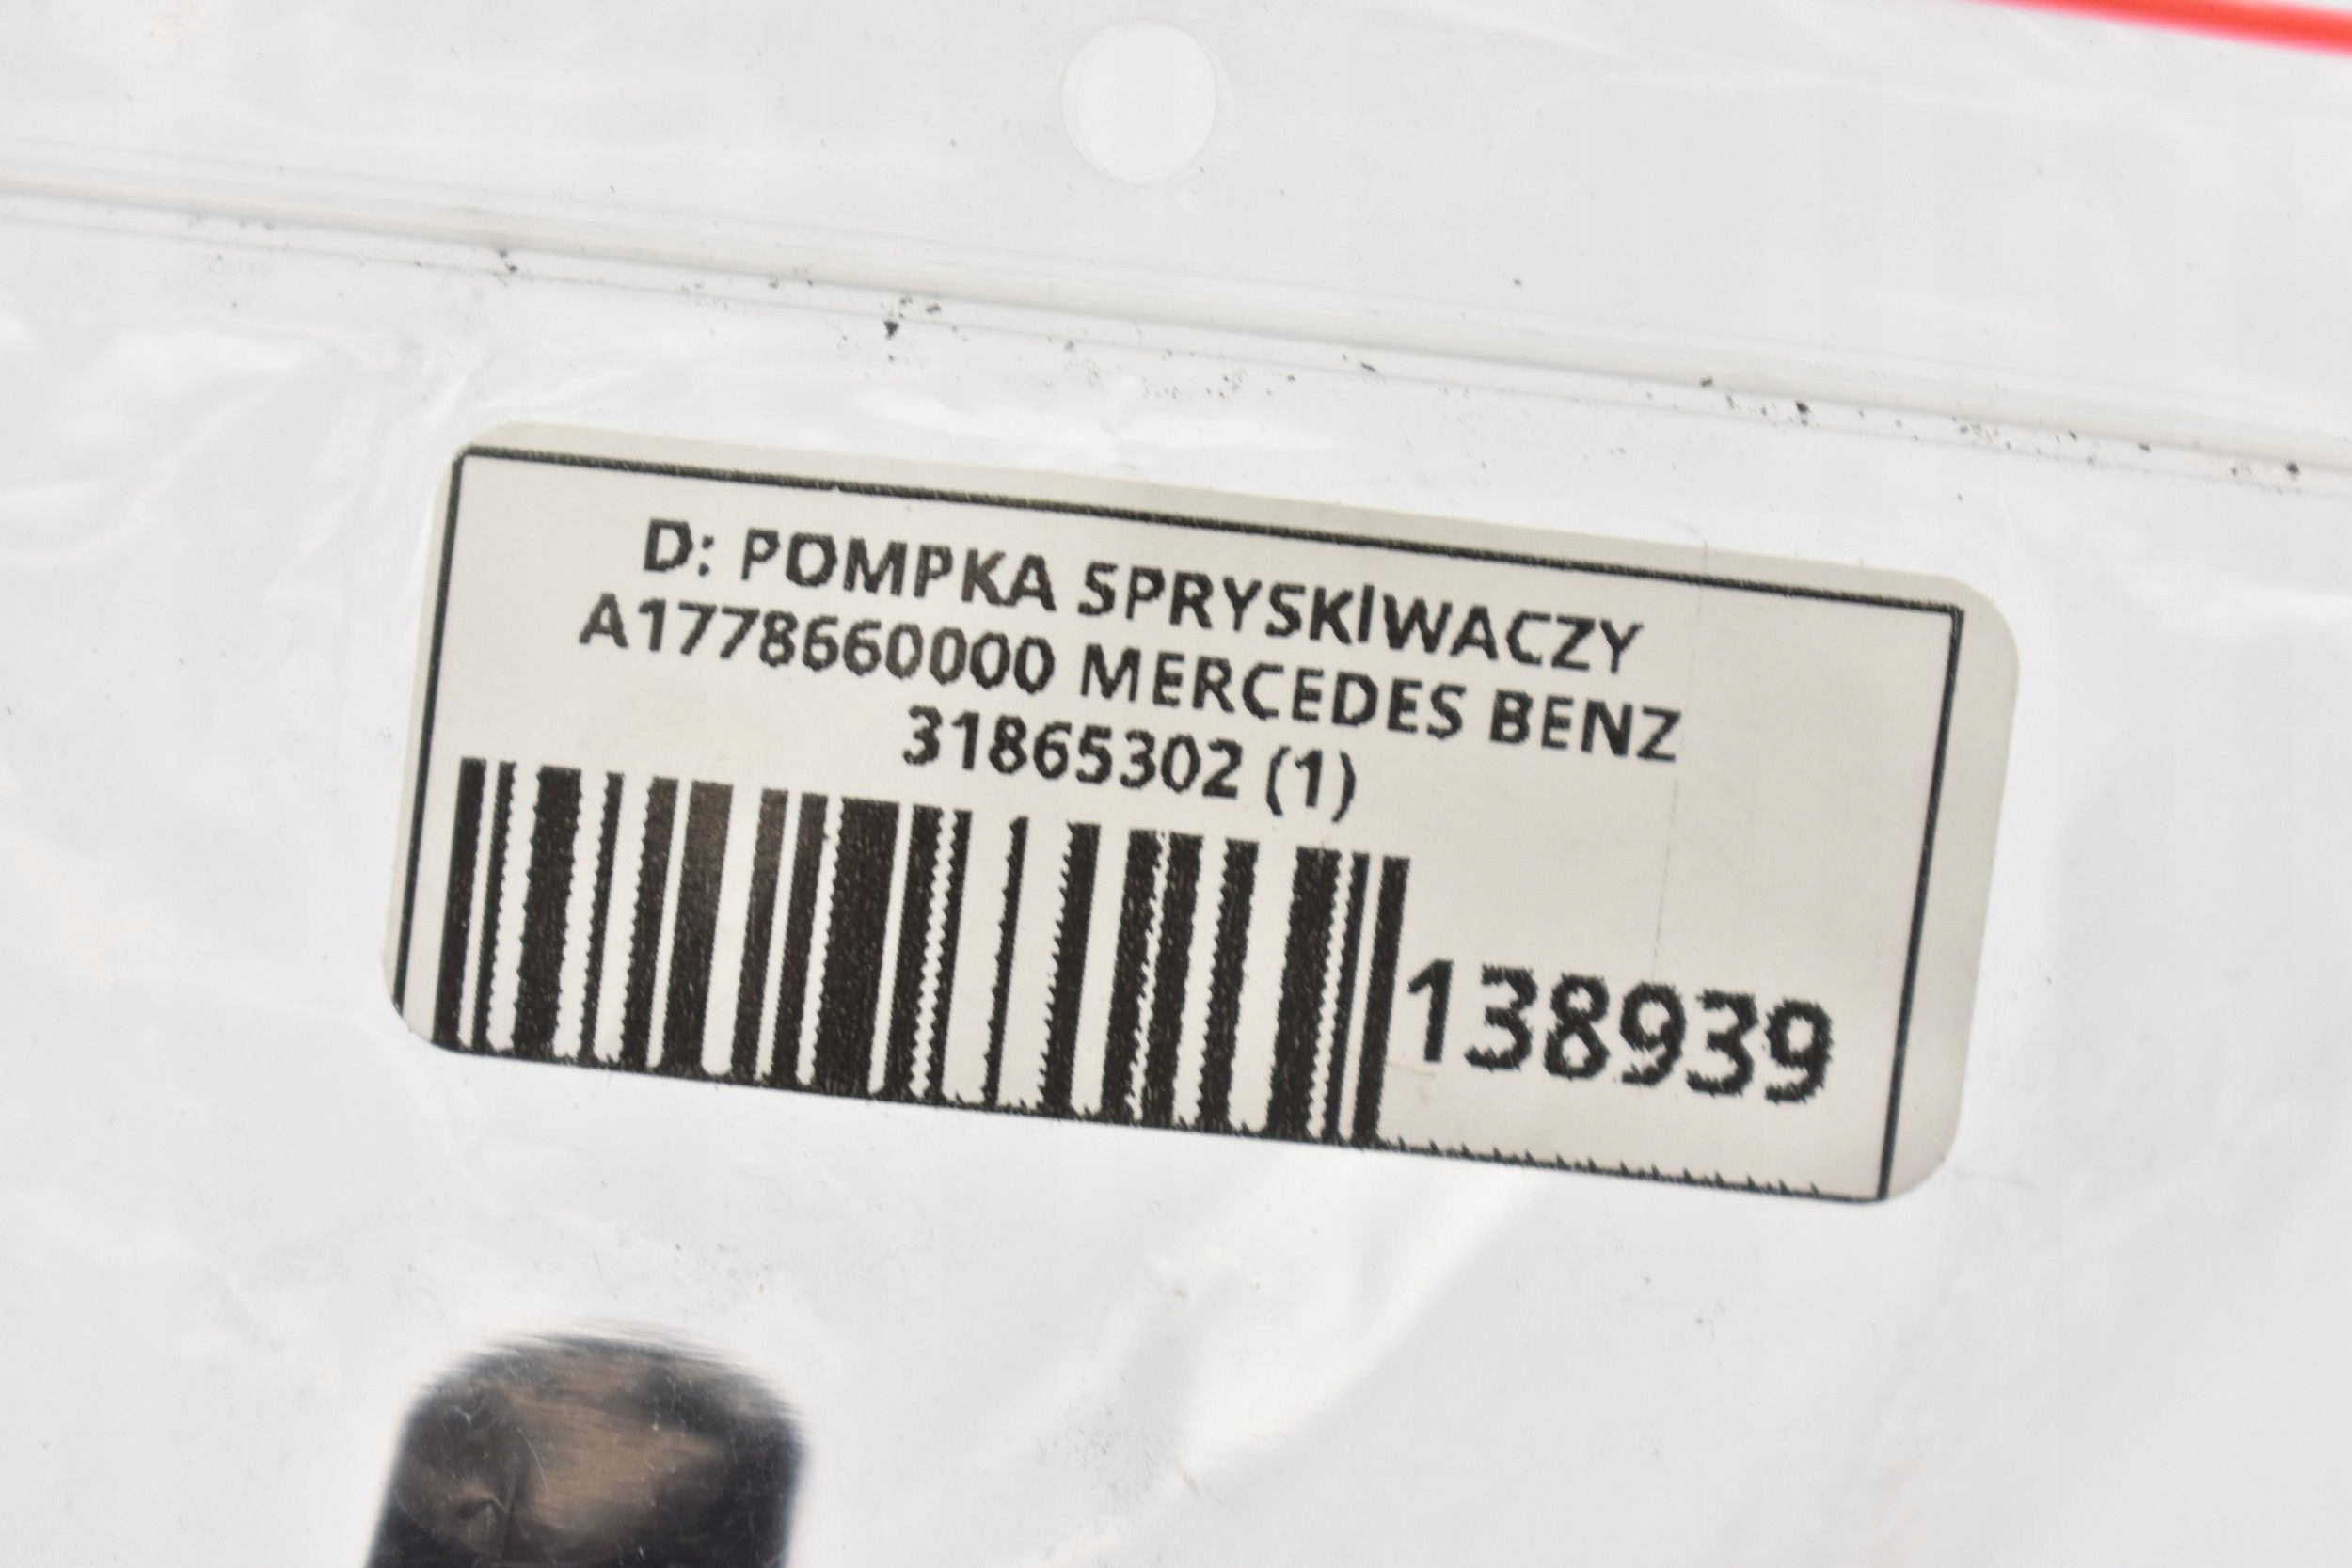 D: POMPKA SPRYSKIWACZY
A1778660000 MERCEDES BENZ
31865302 (1)
138939